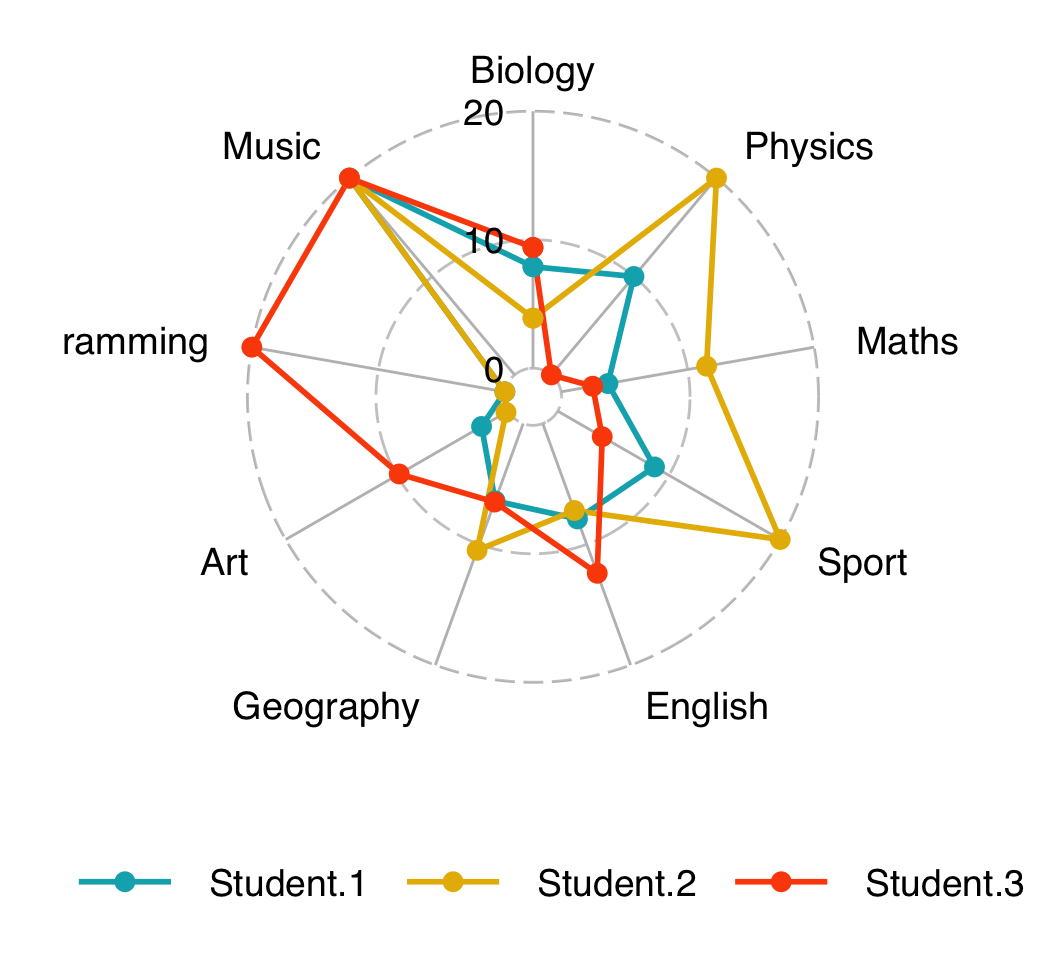 Biology
20
Music
Physics
10
ramming
Maths
0
Art
Sport
Geography
English
Student.1
Student.2
Student.3